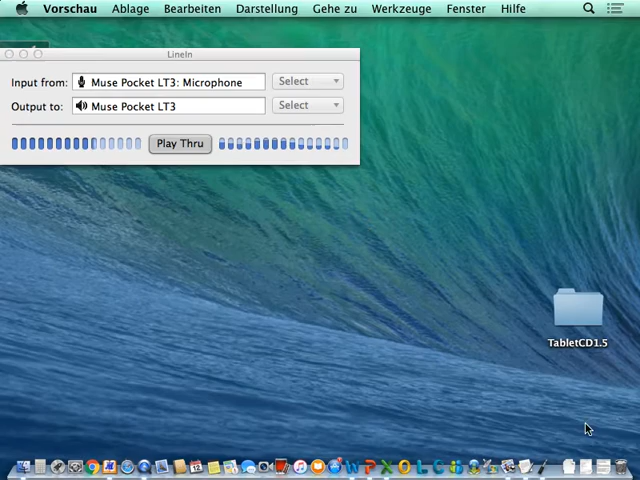 Vorschau Ablage Bearbeiten Darstellung Gehe zu Werkzeuge Fenster Hilfe
LineIn
Input from: Muse Pocket LT3: Microphone Select
Output to: Muse Pocket LT3 Select
Play Thru
TabletCD1.5